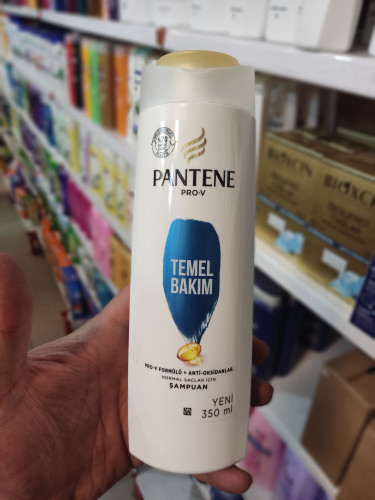 PANTENE
PRO-V
TEMEL
BAKIM
PRO-V FORMÜLÜ + ANTİ-OKSİDANLAR
NORMAL SAÇLAR İÇİN
ŞAMPUAN
YENİ
350 ml
BIOXCIN
BIOXCIN